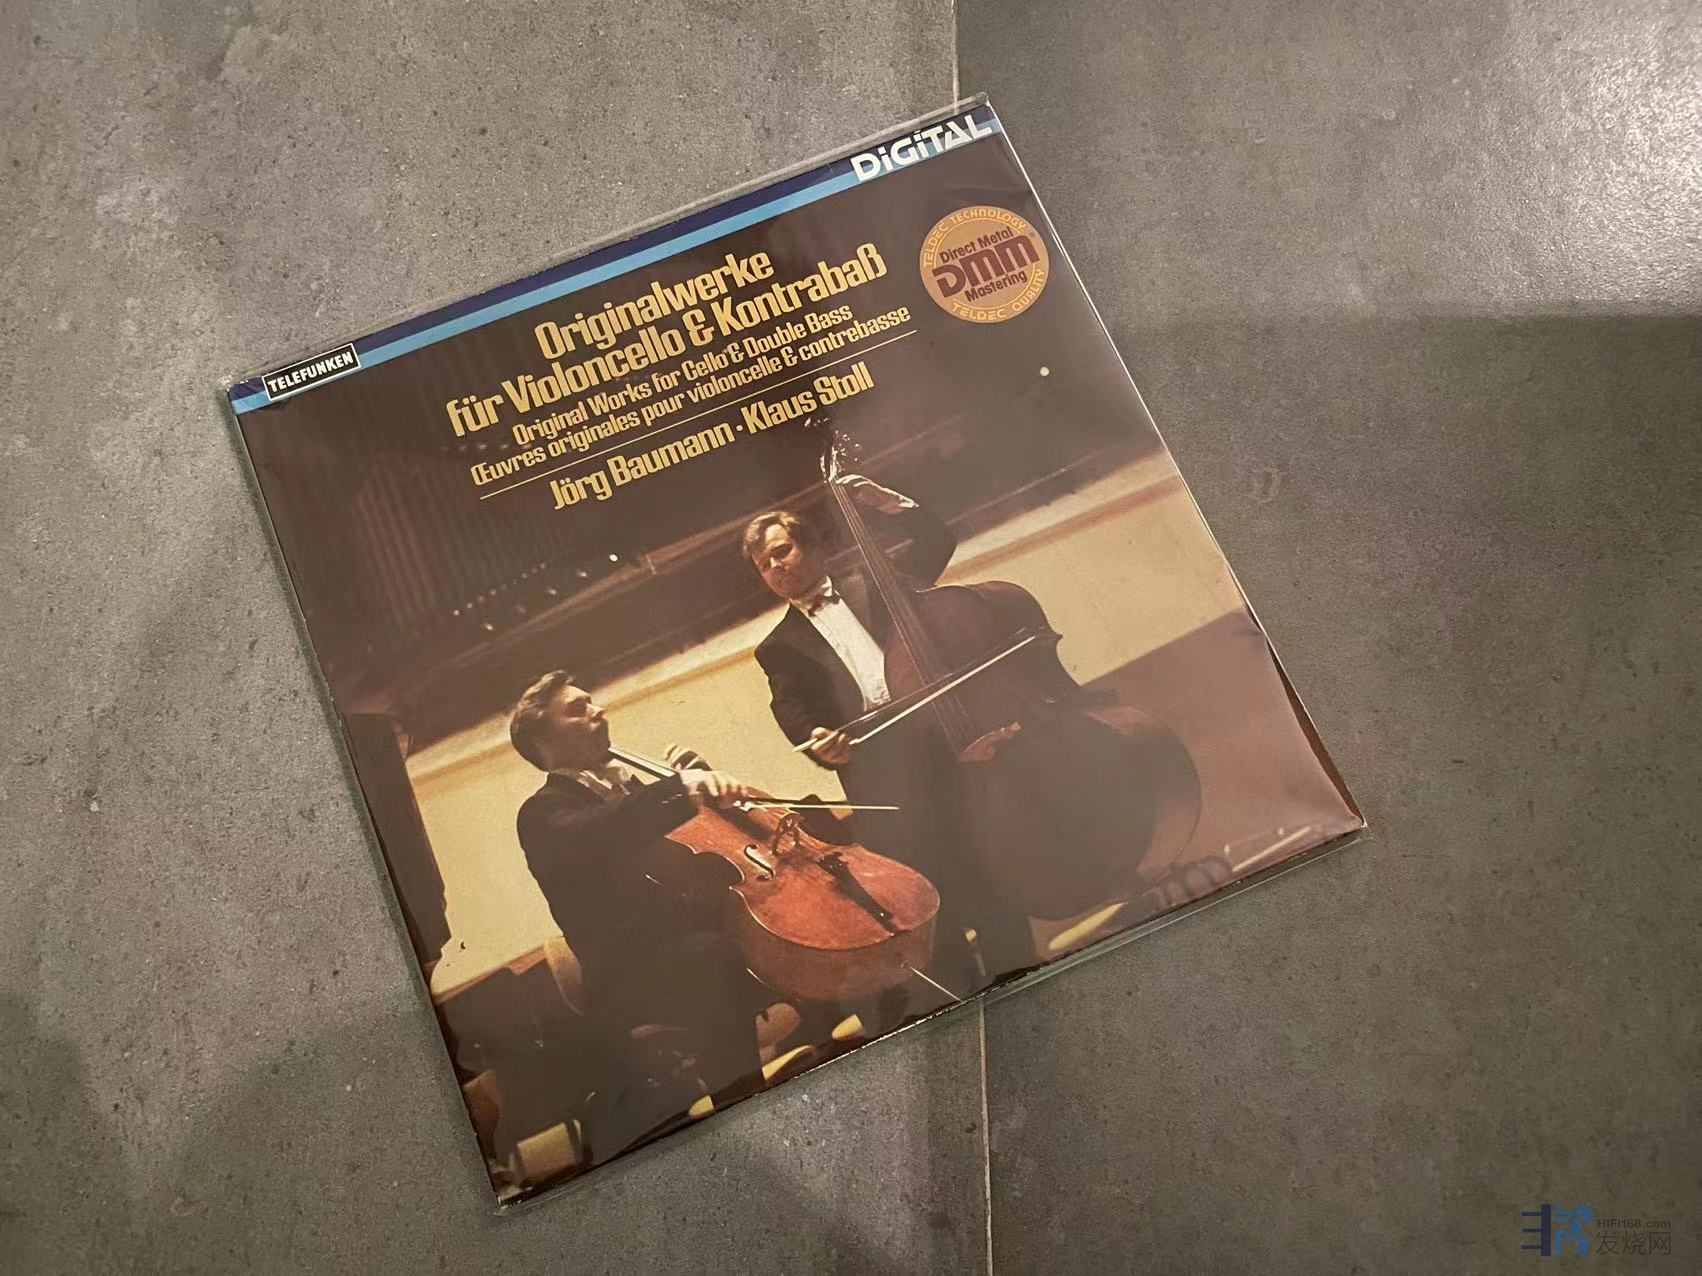 DiGiTAL
TELEFUNKEN
Originalwerke
für Violoncello & Kontrabaß
Original Works for Cello & Double Bass
Œuvres originales pour violoncelle & contrebasse
Jörg Baumann · Klaus Stoll
TELDEC TECHNOLOGY
Direct Metal
DMM
Mastering
TELDEC QUALITY
HIFI168.com
发烧网